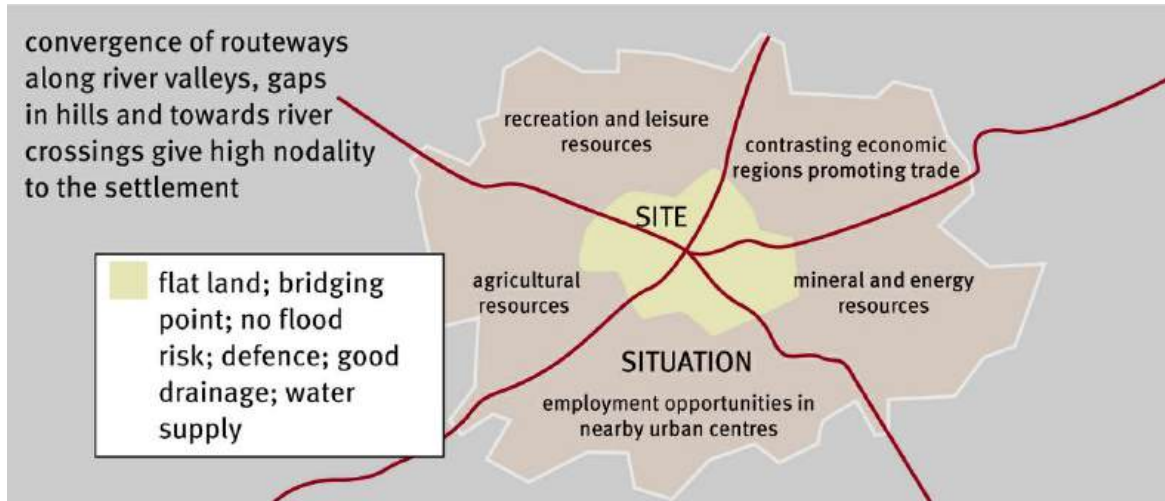 convergence of routeways
along river valleys, gaps
in hills and towards river
crossings give high nodality
to the settlement
recreation and leisure
resources
contrasting economic
regions promoting trade
SITE
flat land; bridging
point; no flood
risk; defence; good
drainage; water
supply
agricultural
resources
mineral and energy
resources
SITUATION
employment opportunities in
nearby urban centres